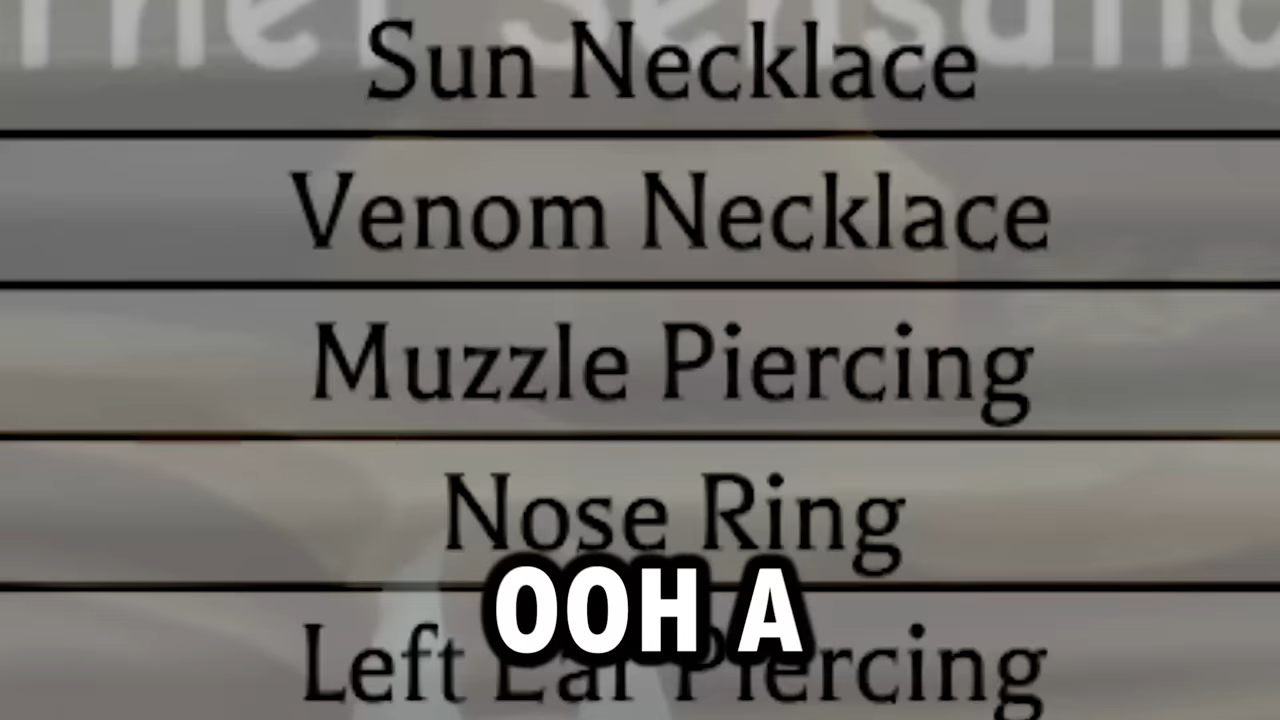 Sun Necklace
Venom Necklace
Muzzle Piercing
Nose Ring
OOH A
Left Ear Piercing